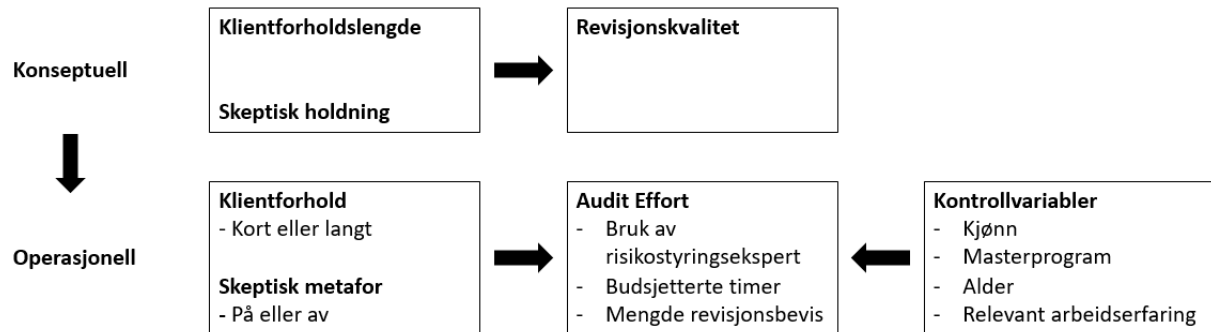 Konseptuell
Klientforholdslengde
Skeptisk holdning
Revisjonskvalitet
Operasjonell
Klientforhold
- Kort eller langt
Skeptisk metafor
- På eller av
Audit Effort
- Bruk av
risikostyringsekspert
- Budsjetterte timer
- Mengde revisjonsbevis
Kontrollvariabler
- Kjønn
- Masterprogram
- Alder
- Relevant arbeidserfaring